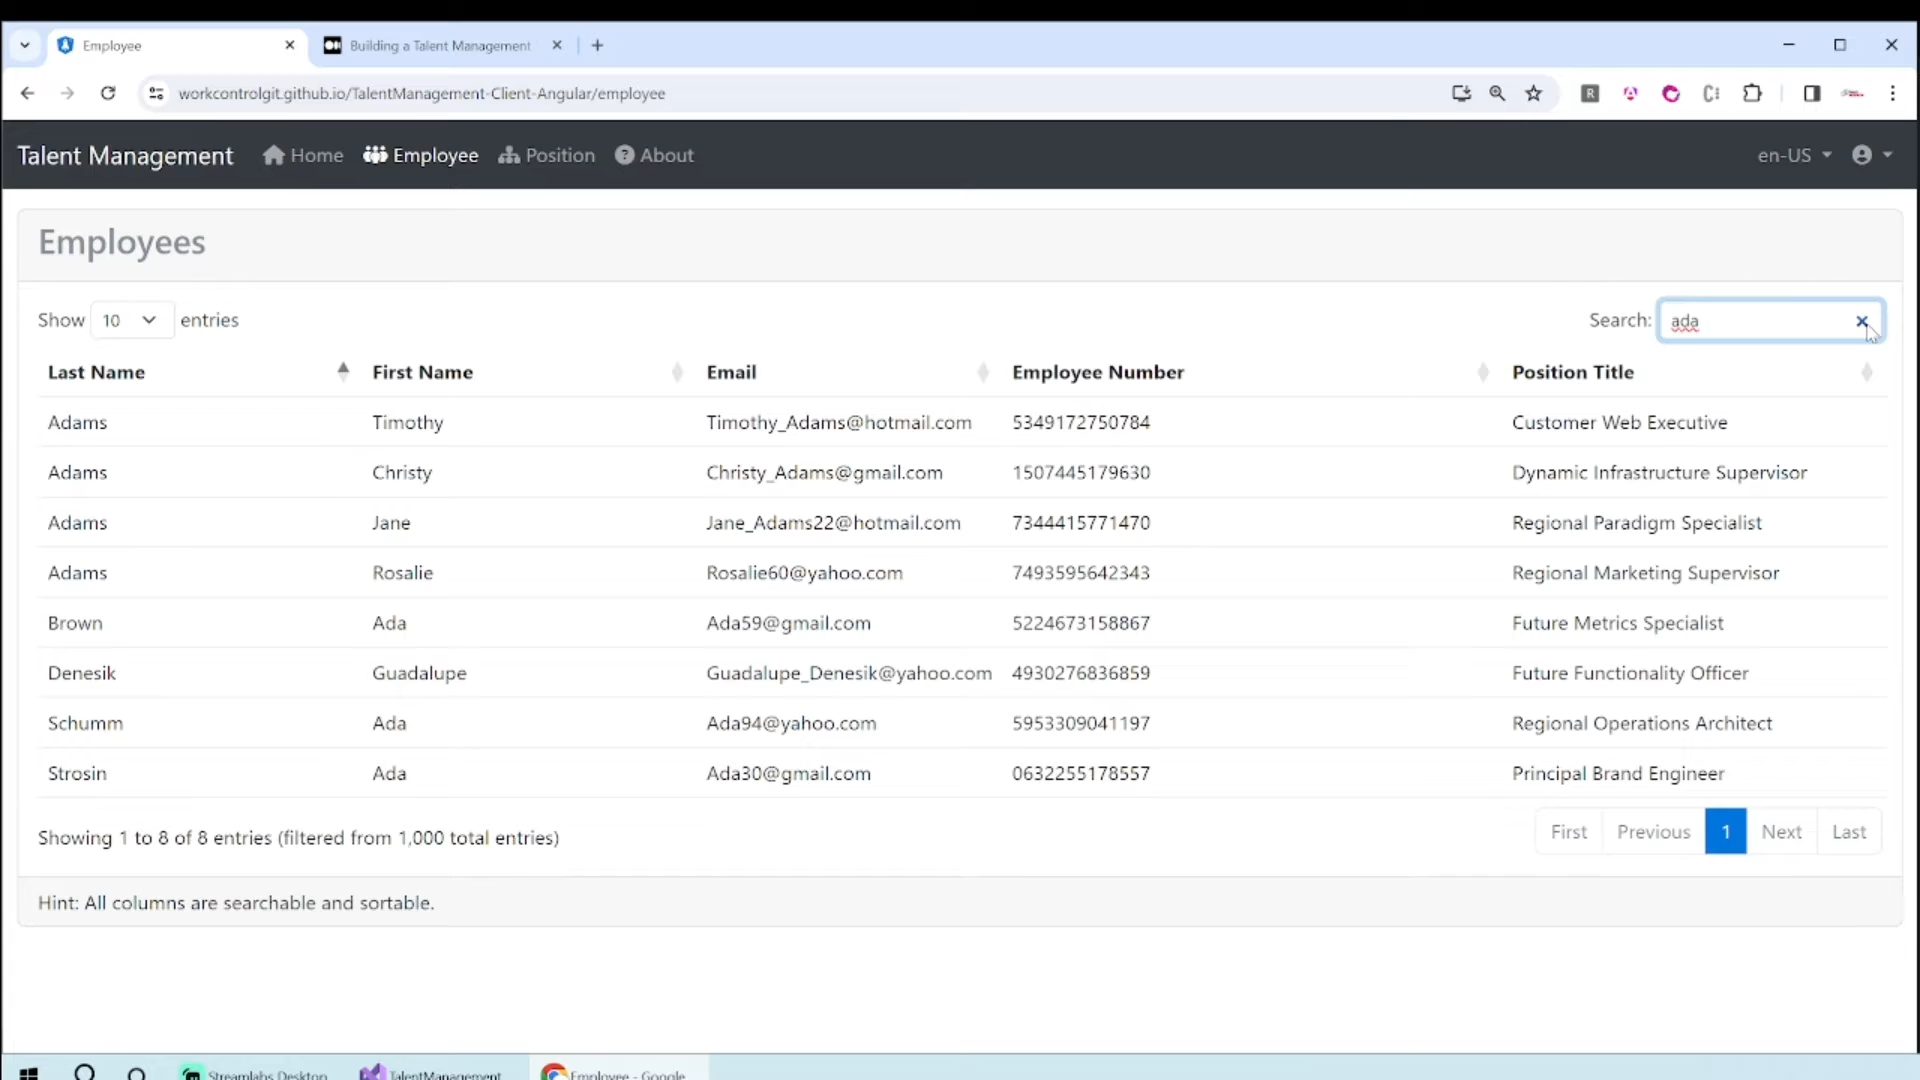 Employee
Building a Talent Management
workcontrolgit.github.io/TalentManagement-Client-Angular/employee
R
Talent Management Home Employee Position About en-US
Employees
Show 10 entries Search: ada
Last Name First Name Email Employee Number Position Title
Adams Timothy Timothy_Adams@hotmail.com 5349172750784 Customer Web Executive
Adams Christy Christy_Adams@gmail.com 1507445179630 Dynamic Infrastructure Supervisor
Adams Jane Jane_Adams22@hotmail.com 7344415771470 Regional Paradigm Specialist
Adams Rosalie Rosalie60@yahoo.com 7493595642343 Regional Marketing Supervisor
Brown Ada Ada59@gmail.com 5224673158867 Future Metrics Specialist
Denesik Guadalupe Guadalupe_Denesik@yahoo.com 4930276836859 Future Functionality Officer
Schumm Ada Ada94@yahoo.com 5953309041197 Regional Operations Architect
Strosin Ada Ada30@gmail.com 0632255178557 Principal Brand Engineer
Showing 1 to 8 of 8 entries (filtered from 1,000 total entries) First Previous 1 Next Last
Hint: All columns are searchable and sortable.
Streamlabs Desktop TalentManagement Employee - Google